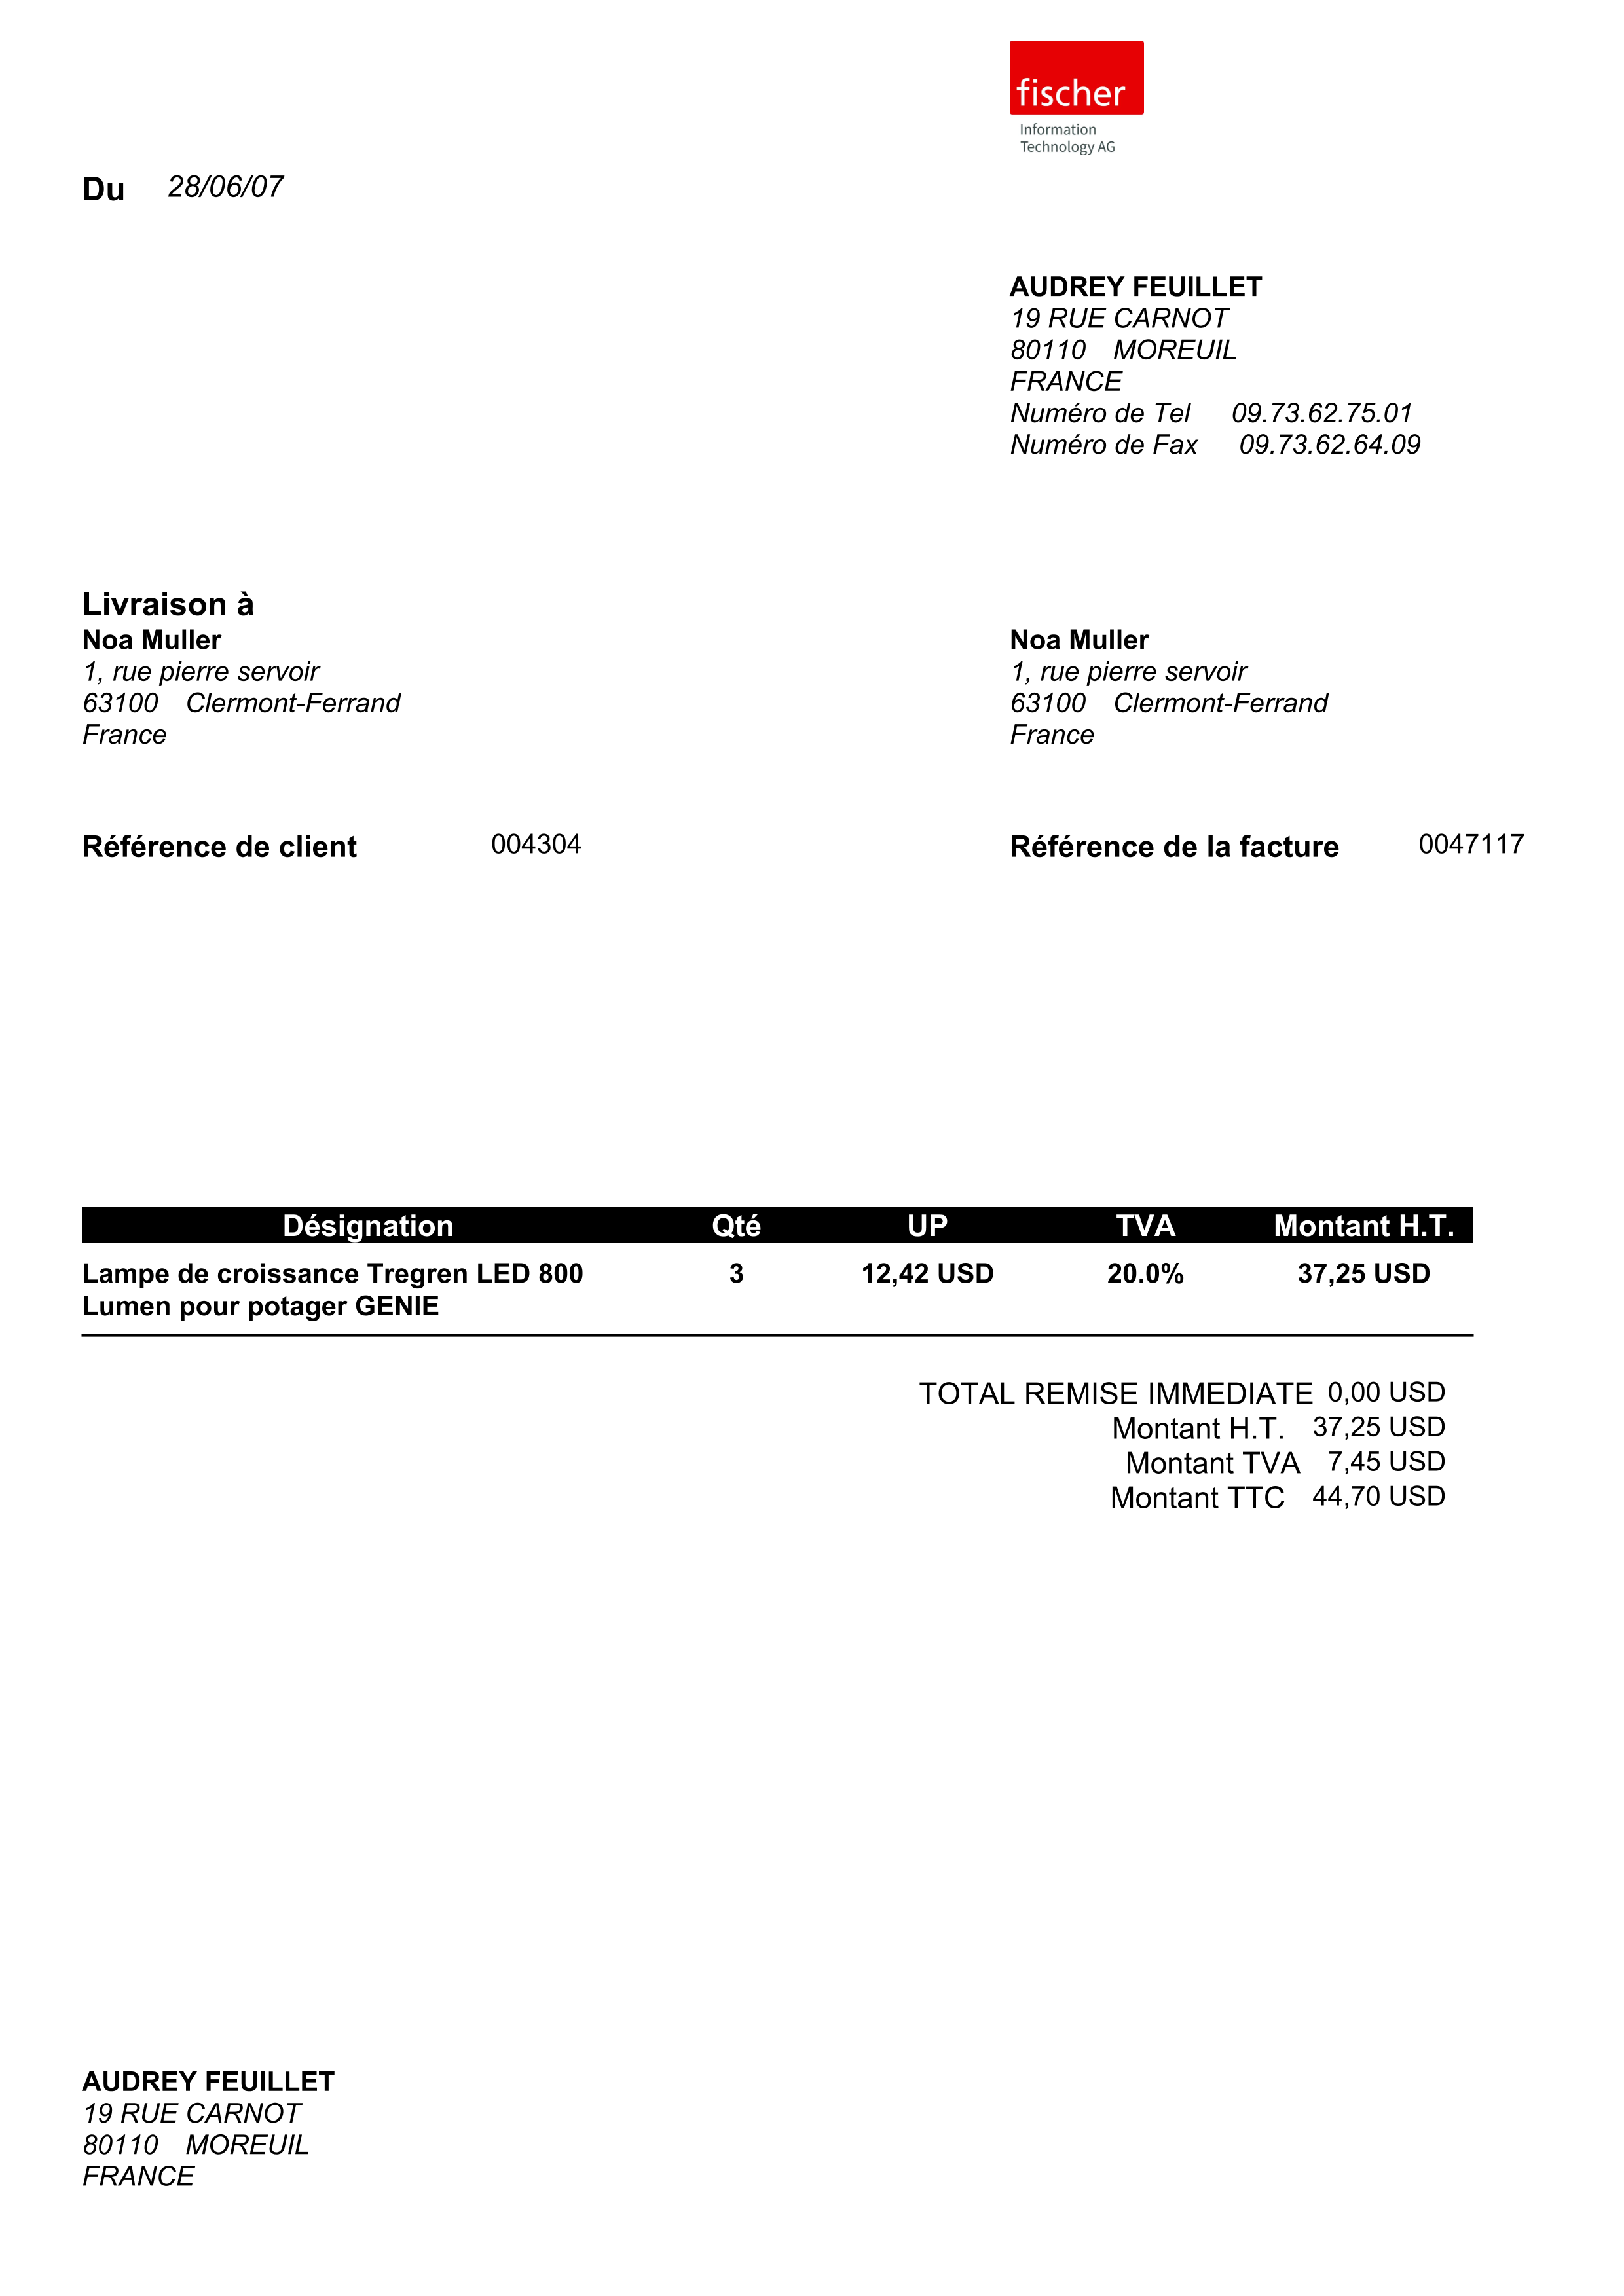 fischer
Information
Technology AG
Du 28/06/07
AUDREY FEUILLET
19 RUE CARNOT
80110 MOREUIL
FRANCE
Numéro de Tel 09.73.62.75.01
Numéro de Fax 09.73.62.64.09
Livraison à
Noa Muller
1, rue pierre servoir
63100 Clermont-Ferrand
France
Noa Muller
1, rue pierre servoir
63100 Clermont-Ferrand
France
Référence de client 004304
Référence de la facture 0047117
Désignation Qté UP TVA Montant H.T.
Lampe de croissance Tregren LED 800 3 12,42 USD 20.0% 37,25 USD
Lumen pour potager GENIE
TOTAL REMISE IMMEDIATE 0,00 USD
Montant H.T. 37,25 USD
Montant TVA 7,45 USD
Montant TTC 44,70 USD
AUDREY FEUILLET
19 RUE CARNOT
80110 MOREUIL
FRANCE